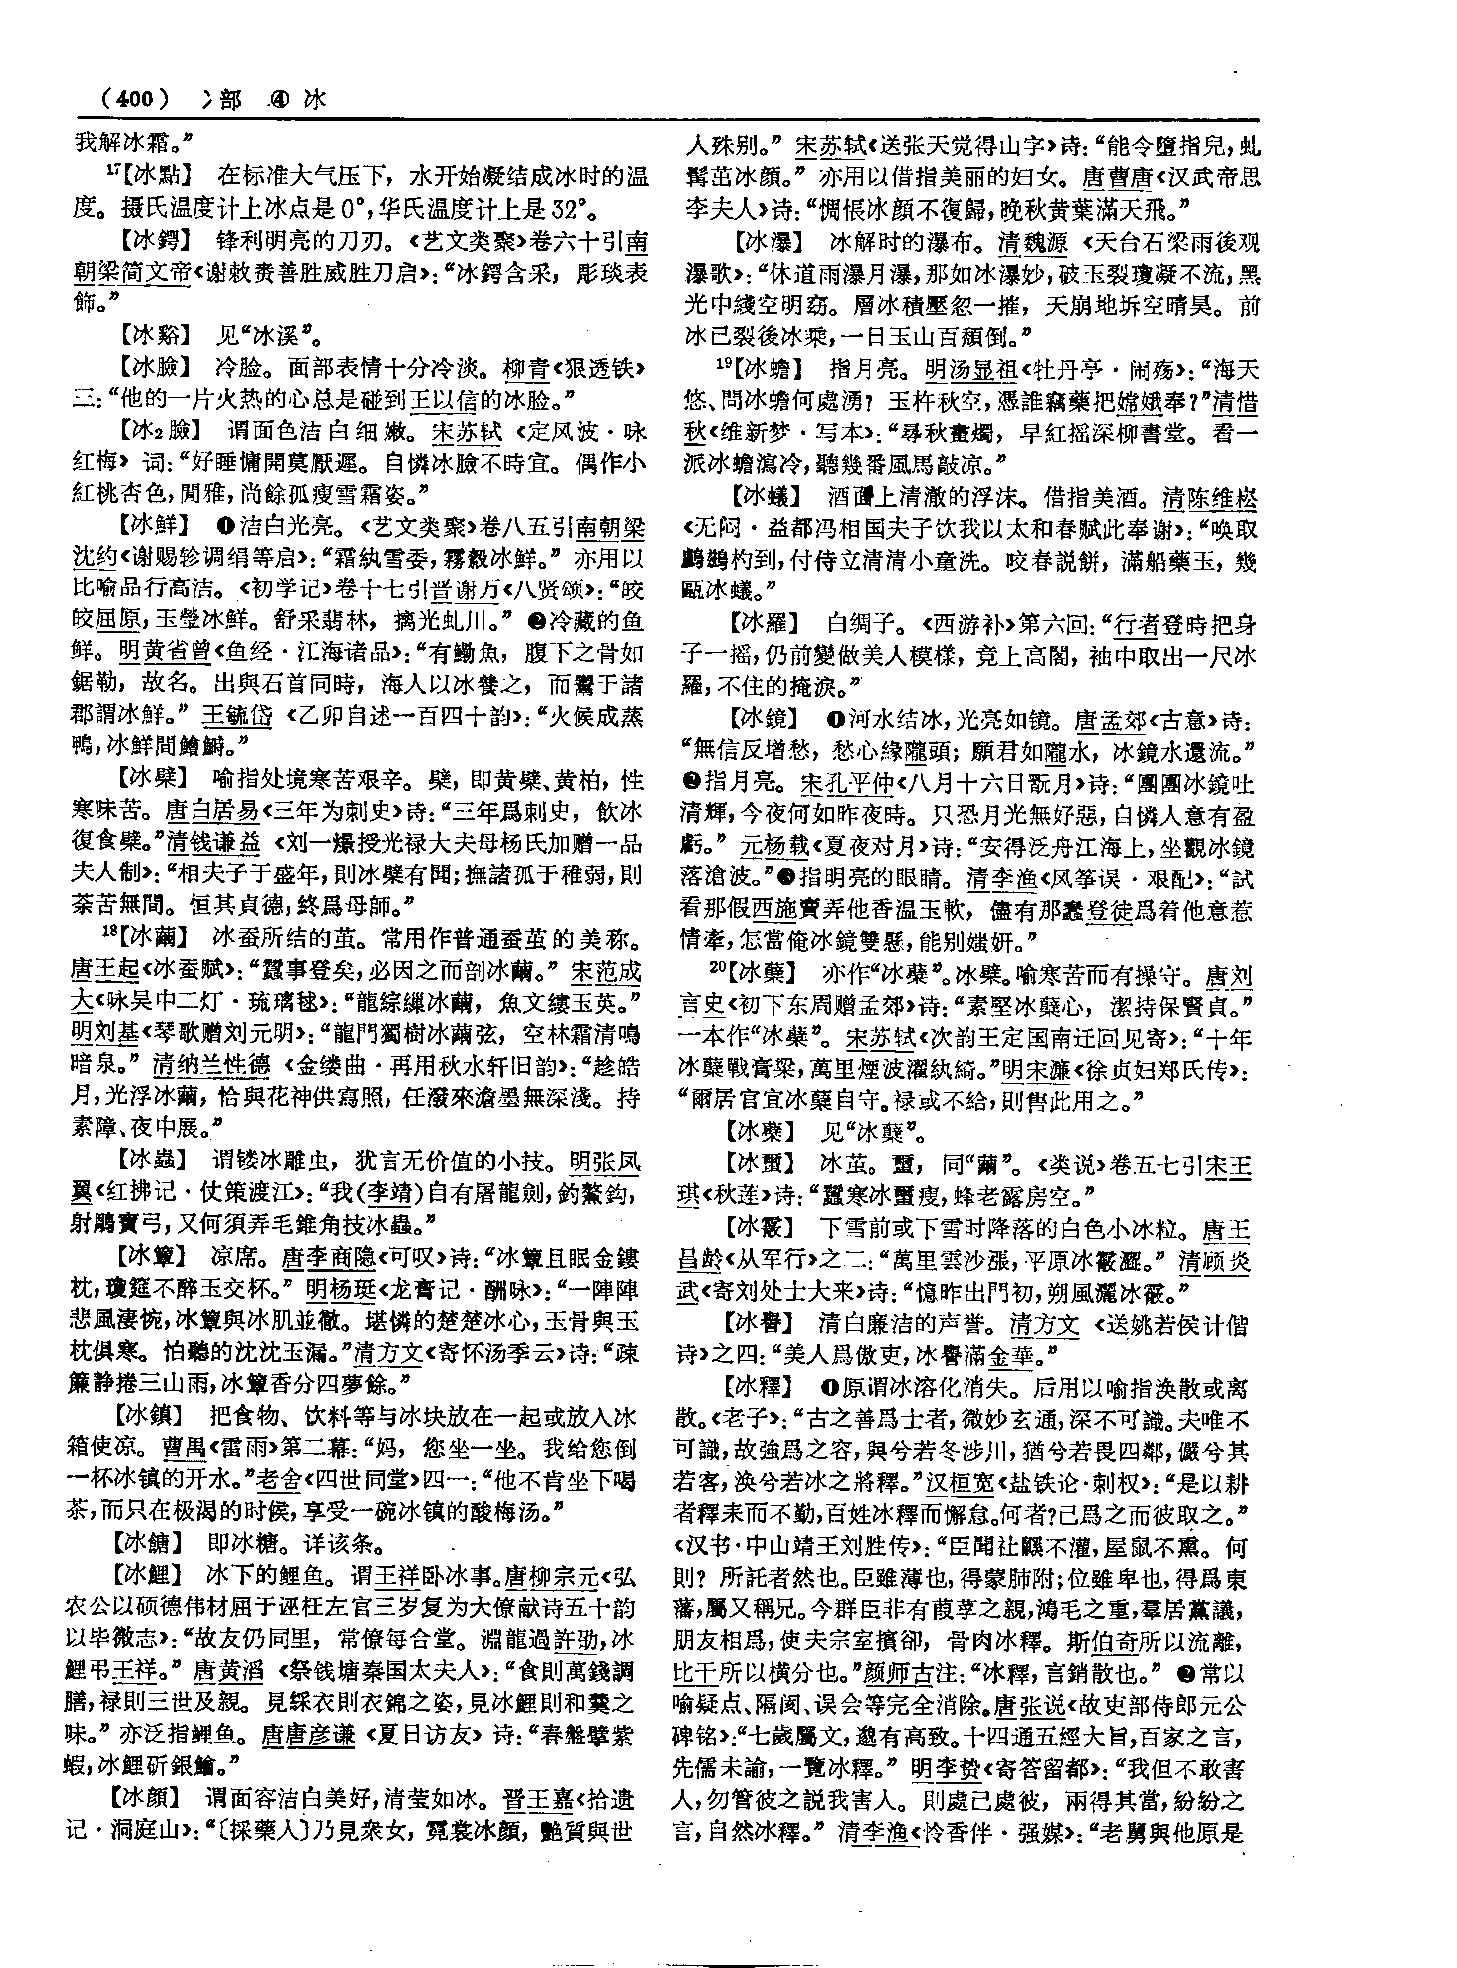 （400） 冫部 ④ 冰
我解冰霜。”
17【冰點】 在标准大气压下，水开始凝结成冰时的温
度。摄氏温度计上冰点是0°，华氏温度计上是32°。
【冰鍔】 锋利明亮的刀刃。《艺文类聚》卷六十引南
朝梁简文帝《谢敕赉善胜威胜刀启》：“冰鍔含采，彫琰表
飾。”
【冰谿】 见“冰溪”。
【冰臉】 冷脸。面部表情十分冷淡。柳青《狠透铁》
三：“他的一片火热的心总是碰到王以信的冰脸。”
【冰₂臉】 谓面色洁白细嫩。宋苏轼《定风波·咏
红梅》词：“好睡慵開莫厭遲。自憐冰臉不時宜。偶作小
紅桃杏色，閒雅，尚餘孤瘦雪霜姿。”
【冰鮮】 ❶洁白光亮。《艺文类聚》卷八五引南朝梁
沈约《谢赐轸调绢等启》：“霜紈雪委，霧縠冰鮮。”亦用以
比喻品行高洁。《初学记》卷十七引晋谢万《八贤颂》：“皎
皎屈原，玉瑩冰鮮。舒采翡林，摛光虬川。”❷冷藏的鱼
鲜。明黄省曾《鱼经·江海诸品》：“有鰳魚，腹下之骨如
鋸勒，故名。出與石首同時，海人以冰養之，而鬻于諸
郡謂冰鮮。”王毓岱《乙卯自述一百四十韵》：“火候成蒸
鴨，冰鮮間鱠鰣。”
【冰檗】 喻指处境寒苦艰辛。檗，即黄檗、黄柏，性
寒味苦。唐白居易《三年为刺史》诗：“三年爲刺史，飲冰
復食檗。”清钱谦益《刘一燝授光禄大夫母杨氏加赠一品
夫人制》：“相夫子于盛年，則冰檗有聞；撫諸孤于稚弱，則
荼苦無間。恒其貞德，終爲母師。”
18【冰繭】 冰蚕所结的茧。常用作普通蚕茧的美称。
唐王起《冰蚕赋》：“蠶事登矣，必因之而剖冰繭。”宋范成
大《咏吴中二灯·琉璃毬》：“龍綜繅冰繭，魚文縷玉英。”
明刘基《琴歌赠刘元明》：“龍門獨樹冰繭弦，空林霜清鳴
暗泉。”清纳兰性德《金缕曲·再用秋水轩旧韵》：“趁皓
月，光浮冰繭，恰與花神供寫照，任潑來澹墨無深淺。持
素障、夜中展。”
【冰蟲】 谓镂冰雕虫，犹言无价值的小技。明张凤
翼《红拂记·仗策渡江》：“我（李靖）自有屠龍劍，釣鰲鈎，
射鵰寶弓，又何須弄毛錐角技冰蟲。”
【冰簟】 凉席。唐李商隐《可叹》诗：“冰簟且眠金鏤
枕，瓊筵不醉玉交杯。”明杨珽《龙膏记·酬咏》：“一陣陣
悲風淒惋，冰簟與冰肌並徹。堪憐的楚楚冰心，玉骨與玉
枕俱寒。怕聽的沈沈玉漏。”清方文《寄怀汤季云》诗：“疎
簾静捲三山雨，冰簟香分四夢餘。”
【冰鎮】 把食物、饮料等与冰块放在一起或放入冰
箱使凉。曹禺《雷雨》第二幕：“妈，您坐一坐。我给您倒
一杯冰镇的开水。”老舍《四世同堂》四一：“他不肯坐下喝
茶，而只在极渴的时候，享受一碗冰镇的酸梅汤。”
【冰餹】 即冰糖。详该条。
【冰鯉】 冰下的鲤鱼。谓王祥卧冰事。唐柳宗元《弘
农公以硕德伟材屈于诬枉左官三岁复为大僚献诗五十韵
以毕微志》：“故友仍同里，常僚每合堂。淵龍過許劭，冰
鯉弔王祥。”唐黄滔《祭钱塘秦国太夫人》：“食則萬錢調
膳，禄則三世及親。見綵衣則衣錦之姿，見冰鯉則和羹之
味。”亦泛指鲤鱼。唐唐彦谦《夏日访友》诗：“春盤擘紫
蝦，冰鯉斫銀鱠。”
【冰顔】 谓面容洁白美好，清莹如冰。晋王嘉《拾遗
记·洞庭山》：“〔採藥人〕乃見衆女，霓裳冰顔，艷質與世
人殊别。”宋苏轼《送张天觉得山字》诗：“能令墮指兒，虬
髯茁冰顔。”亦用以借指美丽的妇女。唐曹唐《汉武帝思
李夫人》诗：“惆悵冰顔不復歸，晚秋黄葉滿天飛。”
【冰瀑】 冰解时的瀑布。清魏源《天台石梁雨後观
瀑歌》：“休道雨瀑月瀑，那如冰瀑妙，破玉裂瓊凝不流，黑
光中綫空明窈。層冰積壓忽一摧，天崩地坼空晴昊。前
冰已裂後冰乘，一日玉山百頹倒。”
19【冰蟾】 指月亮。明汤显祖《牡丹亭·闹殇》：“海天
悠、問冰蟾何處湧？玉杵秋空，憑誰竊藥把嫦娥奉？”清惜
秋《维新梦·写本》：“尋秋畫燭，早紅摇深柳書堂。看一
派冰蟾瀉冷，聽幾番風馬敲凉。”
【冰蟻】 酒面上清澈的浮沫。借指美酒。清陈维崧
《无闷·益都冯相国夫子饮我以太和春赋此奉谢》：“唤取
鸕鷀杓到，付侍立清清小童洗。咬春説餅，滿船藥玉，幾
甌冰蟻。”
【冰羅】 白绸子。《西游补》第六回：“行者登時把身
子一摇，仍前變做美人模樣，竟上高閣，袖中取出一尺冰
羅，不住的掩淚。”
【冰鏡】 ❶河水结冰，光亮如镜。唐孟郊《古意》诗：
“無信反增愁，愁心緣隴頭；願君如隴水，冰鏡水還流。”
❷指月亮。宋孔平仲《八月十六日翫月》诗：“團團冰鏡吐
清輝，今夜何如昨夜時。只恐月光無好惡，自憐人意有盈
虧。”元杨载《夏夜对月》诗：“安得泛舟江海上，坐觀冰鏡
落滄波。”❸指明亮的眼睛。清李渔《风筝误·艰配》：“試
看那假西施賣弄他香温玉軟，儘有那蠢登徒爲着他意惹
情牽，怎當俺冰鏡雙懸，能别媸妍。”
20【冰蘖】 亦作“冰櫱”。冰檗。喻寒苦而有操守。唐刘
言史《初下东周赠孟郊》诗：“素堅冰蘖心，潔持保賢貞。”
一本作“冰櫱”。宋苏轼《次韵王定国南迁回见寄》：“十年
冰蘖戰膏粱，萬里煙波濯紈綺。”明宋濂《徐贞妇郑氏传》：
“爾居官宜冰蘖自守。禄或不給，則售此用之。”
【冰櫱】 见“冰蘖”。
【冰蠒】 冰茧。蠒，同“繭”。《类说》卷五七引宋王
琪《秋莲》诗：“蠶寒冰蠒瘦，蜂老露房空。”
【冰霰】 下雪前或下雪时降落的白色小冰粒。唐王
昌龄《从军行》之二：“萬里雲沙漲，平原冰霰澀。”清顾炎
武《寄刘处士大来》诗：“憶昨出門初，朔風灑冰霰。”
【冰譽】 清白廉洁的声誉。清方文《送姚若侯计偕
诗》之四：“美人爲傲吏，冰譽滿金華。”
【冰釋】 ❶原谓冰溶化消失。后用以喻指涣散或离
散。《老子》：“古之善爲士者，微妙玄通，深不可識。夫唯不
可識，故強爲之容，與兮若冬涉川，猶兮若畏四鄰，儼兮其
若客，涣兮若冰之將釋。”汉桓宽《盐铁论·刺权》：“是以耕
者釋耒而不勤，百姓冰釋而懈怠。何者？已爲之而彼取之。”
《汉书·中山靖王刘胜传》：“臣聞社鼷不灌，屋鼠不熏。何
則？所託者然也。臣雖薄也，得蒙肺附；位雖卑也，得爲東
藩，屬又稱兄。今群臣非有葭莩之親，鴻毛之重，羣居黨議，
朋友相爲，使夫宗室擯卻，骨肉冰釋。斯伯奇所以流離，
比干所以横分也。”颜师古注：“冰釋，言銷散也。”❷常以
喻疑点、隔阂、误会等完全消除。唐张说《故吏部侍郎元公
碑铭》：“七歲屬文，邈有高致。十四通五經大旨，百家之言，
先儒未諭，一覽冰釋。”明李贽《寄答留都》：“我但不敢害
人，勿管彼之説我害人。則處己處彼，兩得其當，紛紛之
言，自然冰釋。”清李渔《怜香伴·强媒》：“老舅與他原是